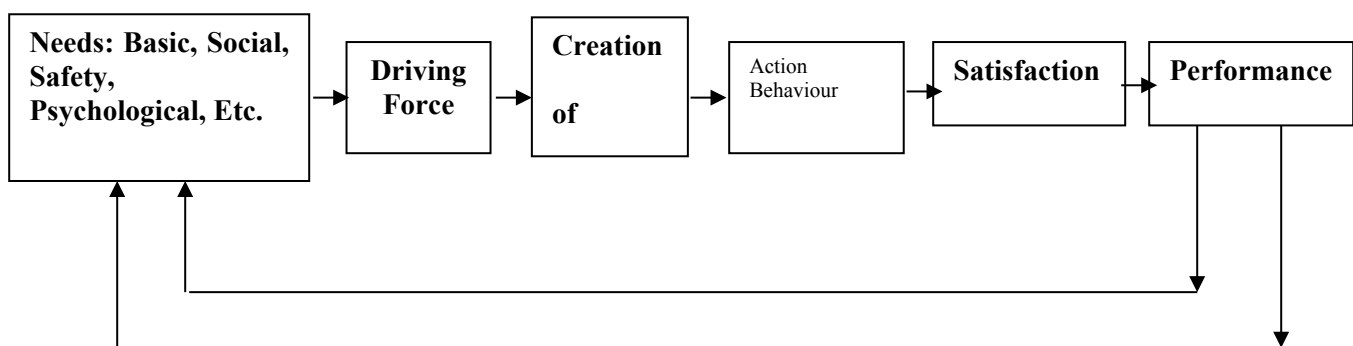 Needs: Basic, Social,
Safety,
Psychological, Etc.
Driving
Force
Creation
of
Action
Behaviour
Satisfaction
Performance